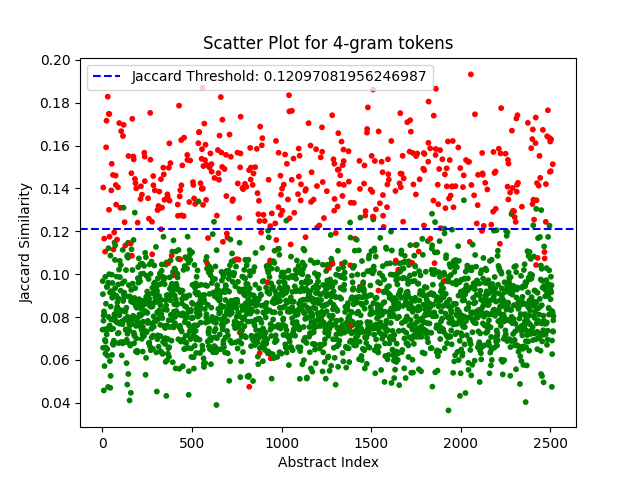 Scatter Plot for 4-gram tokens
Jaccard Threshold: 0.12097081956246987
0.20
0.18
0.16
0.14
0.12
0.10
0.08
0.06
0.04
Jaccard Similarity
0 500 1000 1500 2000 2500
Abstract Index